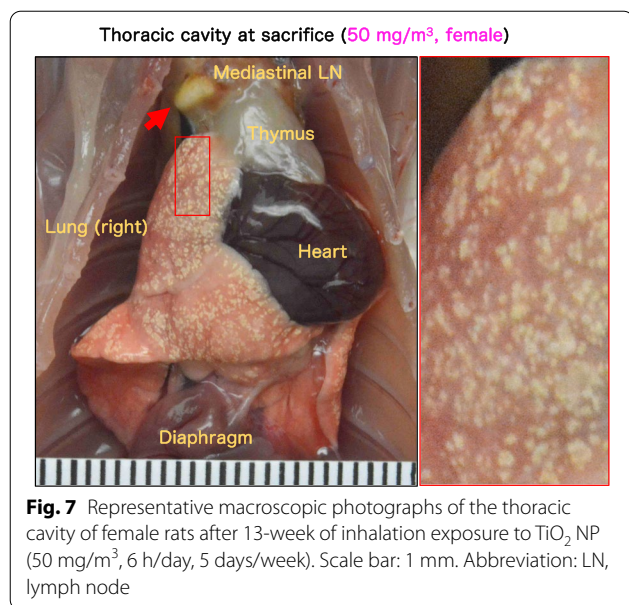 Thoracic cavity at sacrifice (50 mg/m³, female)
Mediastinal LN
Thymus
Lung (right)
Heart
Diaphragm
Fig. 7 Representative macroscopic photographs of the thoracic
cavity of female rats after 13-week of inhalation exposure to TiO₂ NP
(50 mg/m³, 6 h/day, 5 days/week). Scale bar: 1 mm. Abbreviation: LN,
lymph node